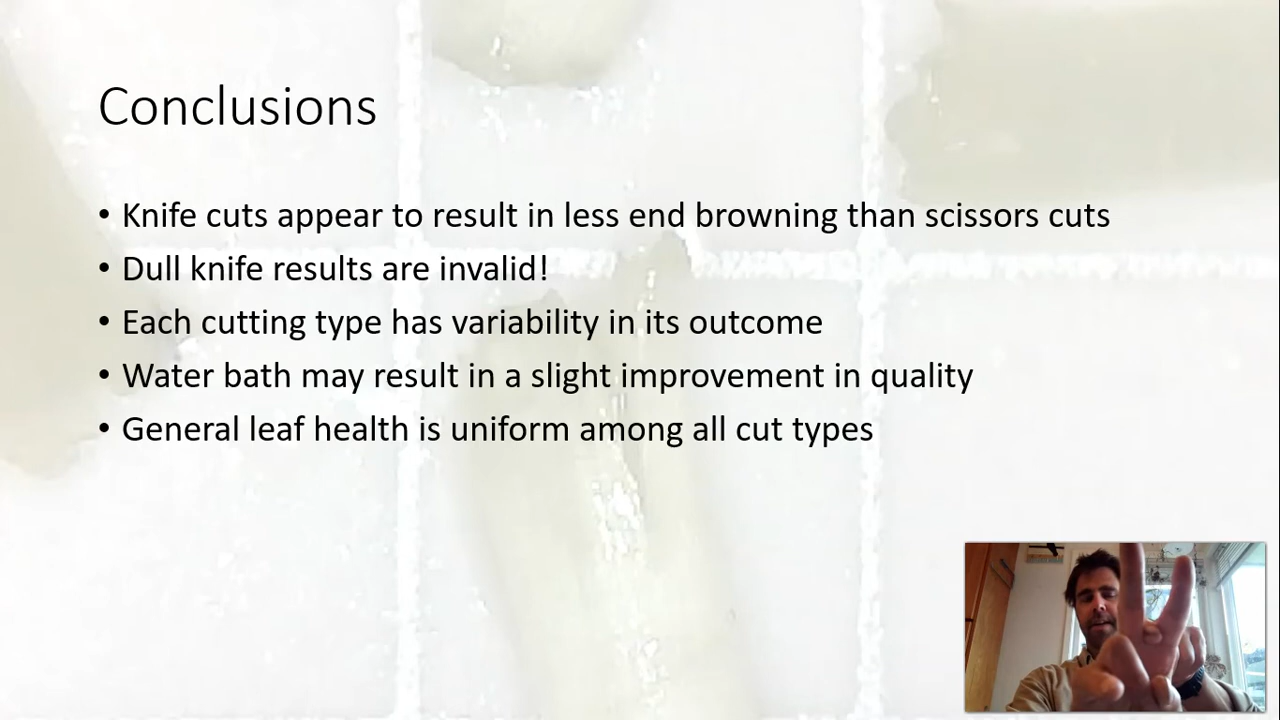 Conclusions
• Knife cuts appear to result in less end browning than scissors cuts
• Dull knife results are invalid!
• Each cutting type has variability in its outcome
• Water bath may result in a slight improvement in quality
• General leaf health is uniform among all cut types